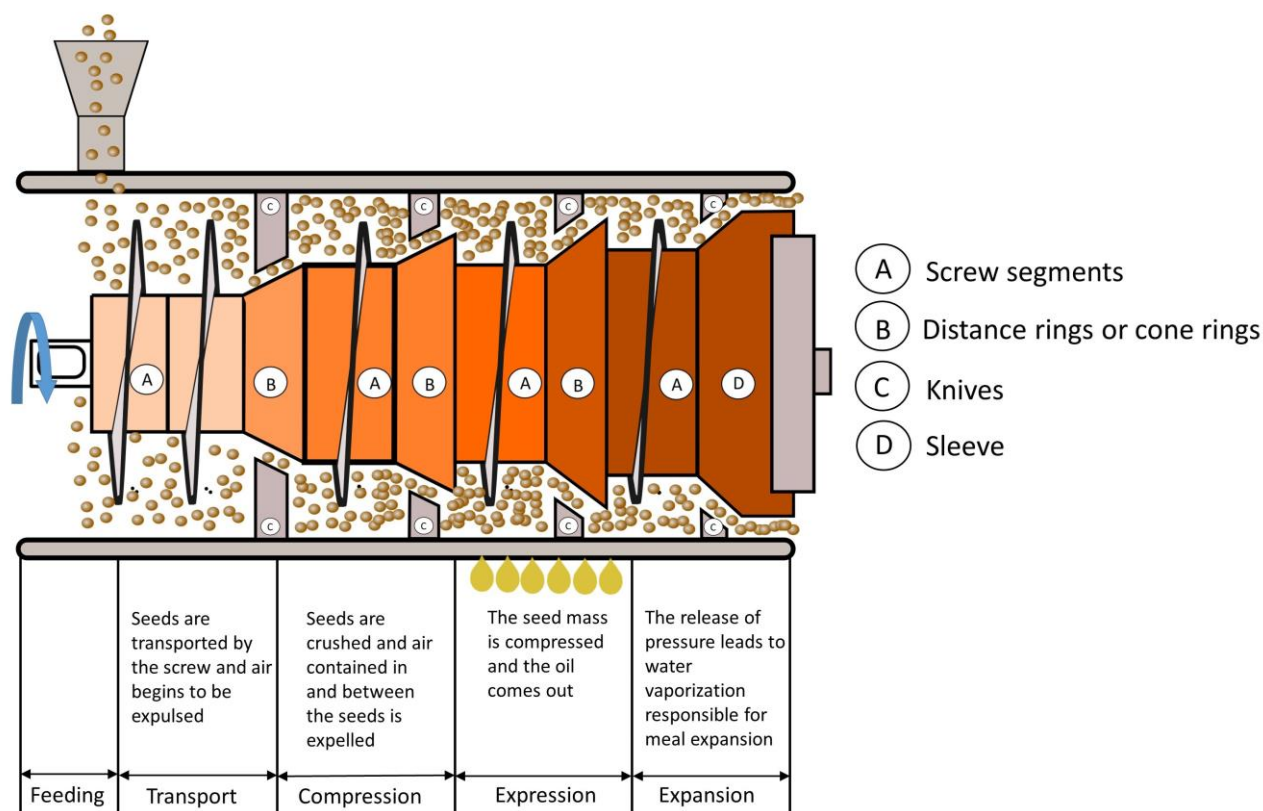 C
C
C
C
A
B
A
B
A
B
A
D
C
C
C
C
A
Screw segments
B
Distance rings or cone rings
C
Knives
D
Sleeve
Seeds are
transported by
the screw and air
begins to be
expulsed
Seeds are
crushed and air
contained in
and between
the seeds is
expelled
The seed mass
is compressed
and the oil
comes out
The release of
pressure leads to
water
vaporization
responsible for
meal expansion
Feeding
Transport
Compression
Expression
Expansion